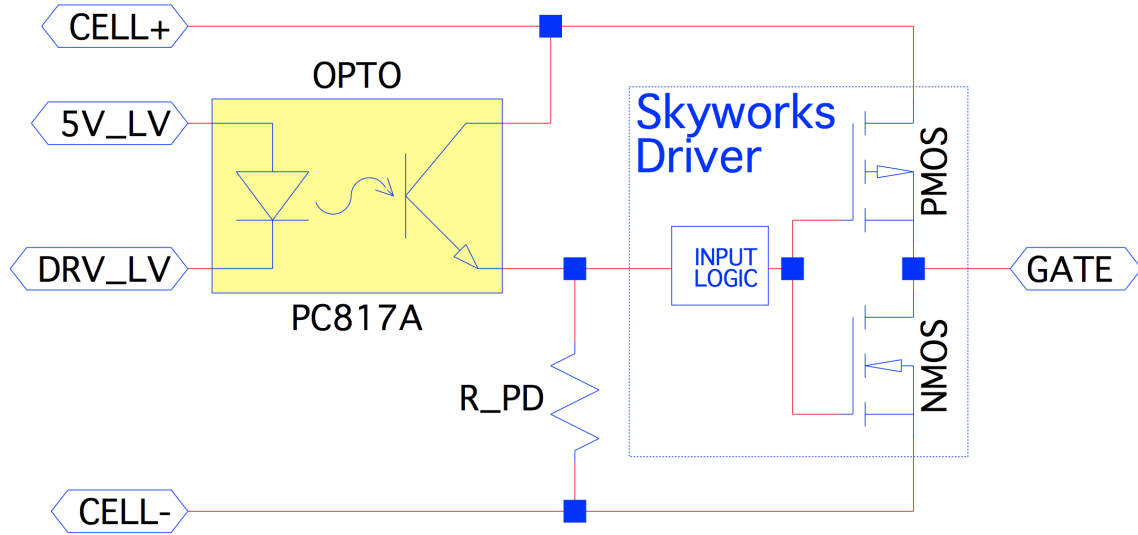 CELL+
OPTO
5V_LV
Skyworks
Driver
PMOS
DRV_LV
INPUT
LOGIC
GATE
PC817A
NMOS
R_PD
CELL-